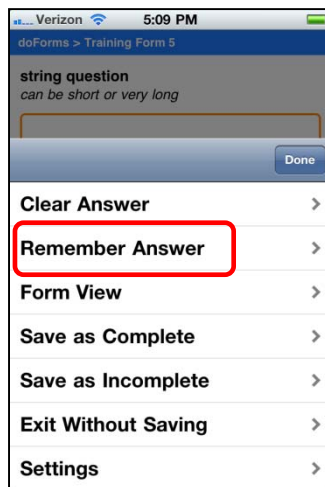 Verizon 5:09 PM
doForms > Training Form 5
string question
can be short or very long
Done
Clear Answer
Remember Answer
Form View
Save as Complete
Save as Incomplete
Exit Without Saving
Settings